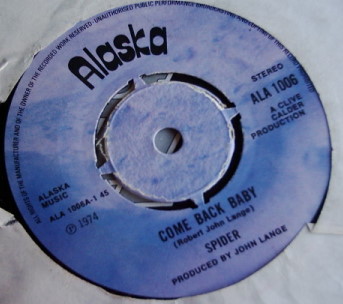 Alaska
STEREO
ALA 1006
A CLIVE
CALDER
PRODUCTION
ALASKA
MUSIC
ALA 1006A-1 45
℗ 1974
COME BACK BABY
(Robert John Lange)
SPIDER
PRODUCED BY JOHN LANGE